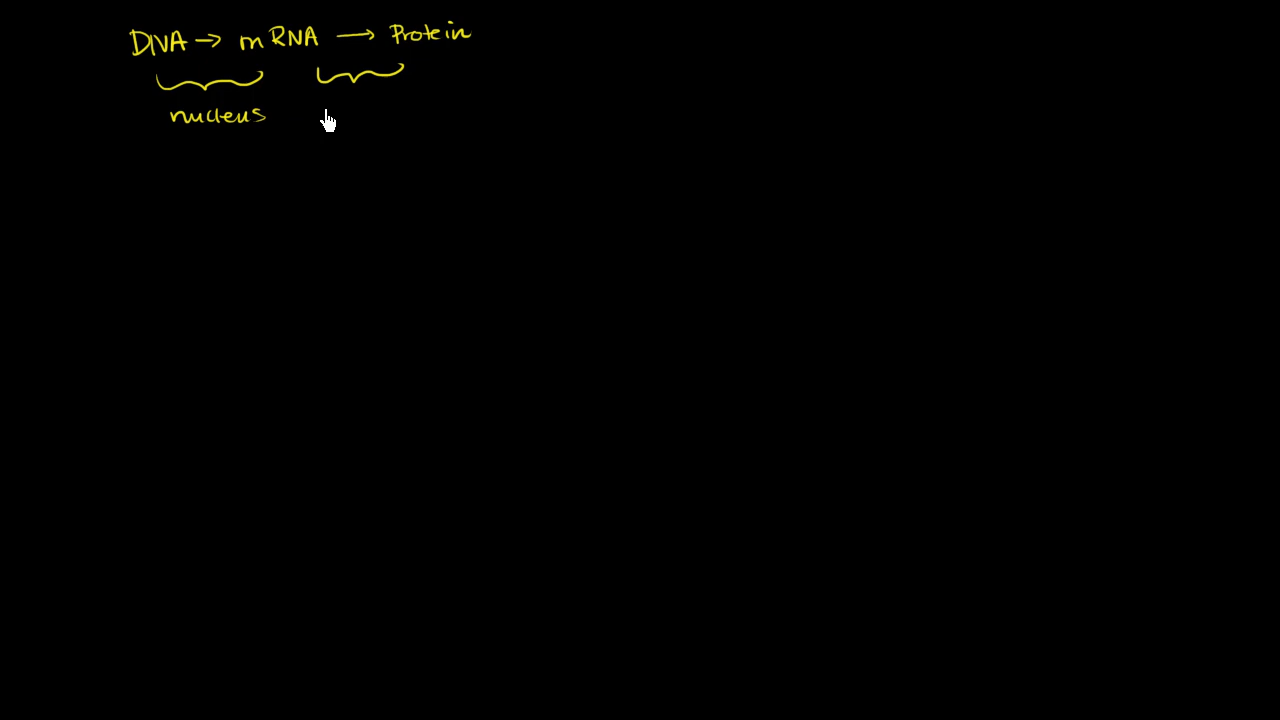 DNA → mRNA → Protein
nucleus